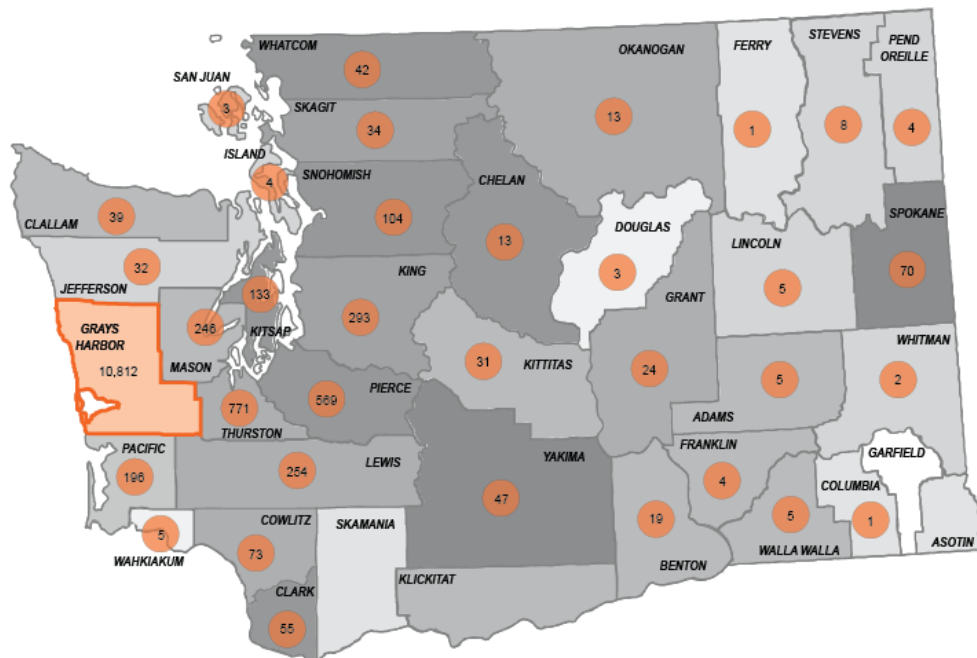 WHATCOM
42
SAN JUAN
3
SKAGIT
34
ISLAND
4
SNOHOMISH
104
OKANOGAN
13
FERRY
1
STEVENS
8
PEND
OREILLE
4
CHELAN
13
CLALLAM
39
JEFFERSON
32
KITSAP
133
KING
293
DOUGLAS
3
GRANT
24
LINCOLN
5
SPOKANE
70
GRAYS
HARBOR
10,812
MASON
246
THURSTON
771
PIERCE
569
KITTITAS
31
ADAMS
5
WHITMAN
2
PACIFIC
196
LEWIS
254
YAKIMA
47
FRANKLIN
4
GARFIELD
COLUMBIA
1
WAHKIAKUM
5
COWLITZ
73
SKAMANIA
KLICKITAT
BENTON
19
WALLA WALLA
5
ASOTIN
CLARK
55